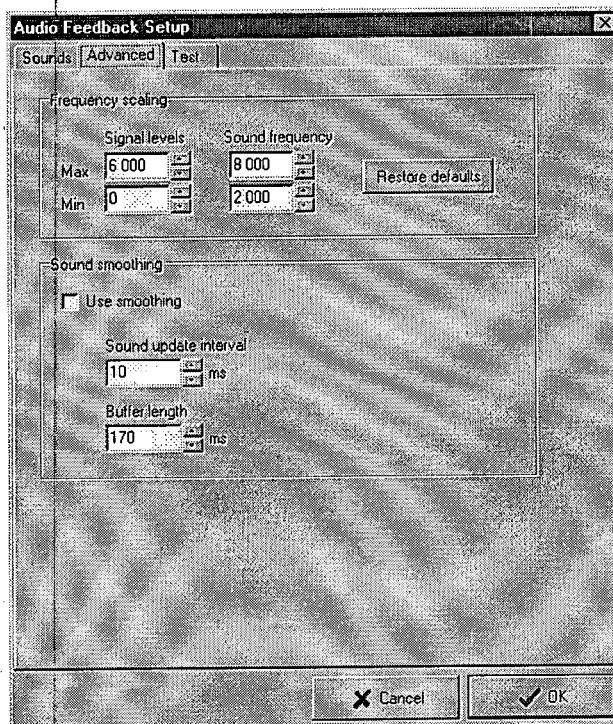 Audio Feedback Setup
Sounds Advanced Test
Frequency scaling
Signal levels Sound frequency
Max 6 000 8 000
Restore defaults
Min 0 2 000
Sound smoothing
Use smoothing
Sound update interval
10 ms
Buffer length
170 ms
Cancel OK